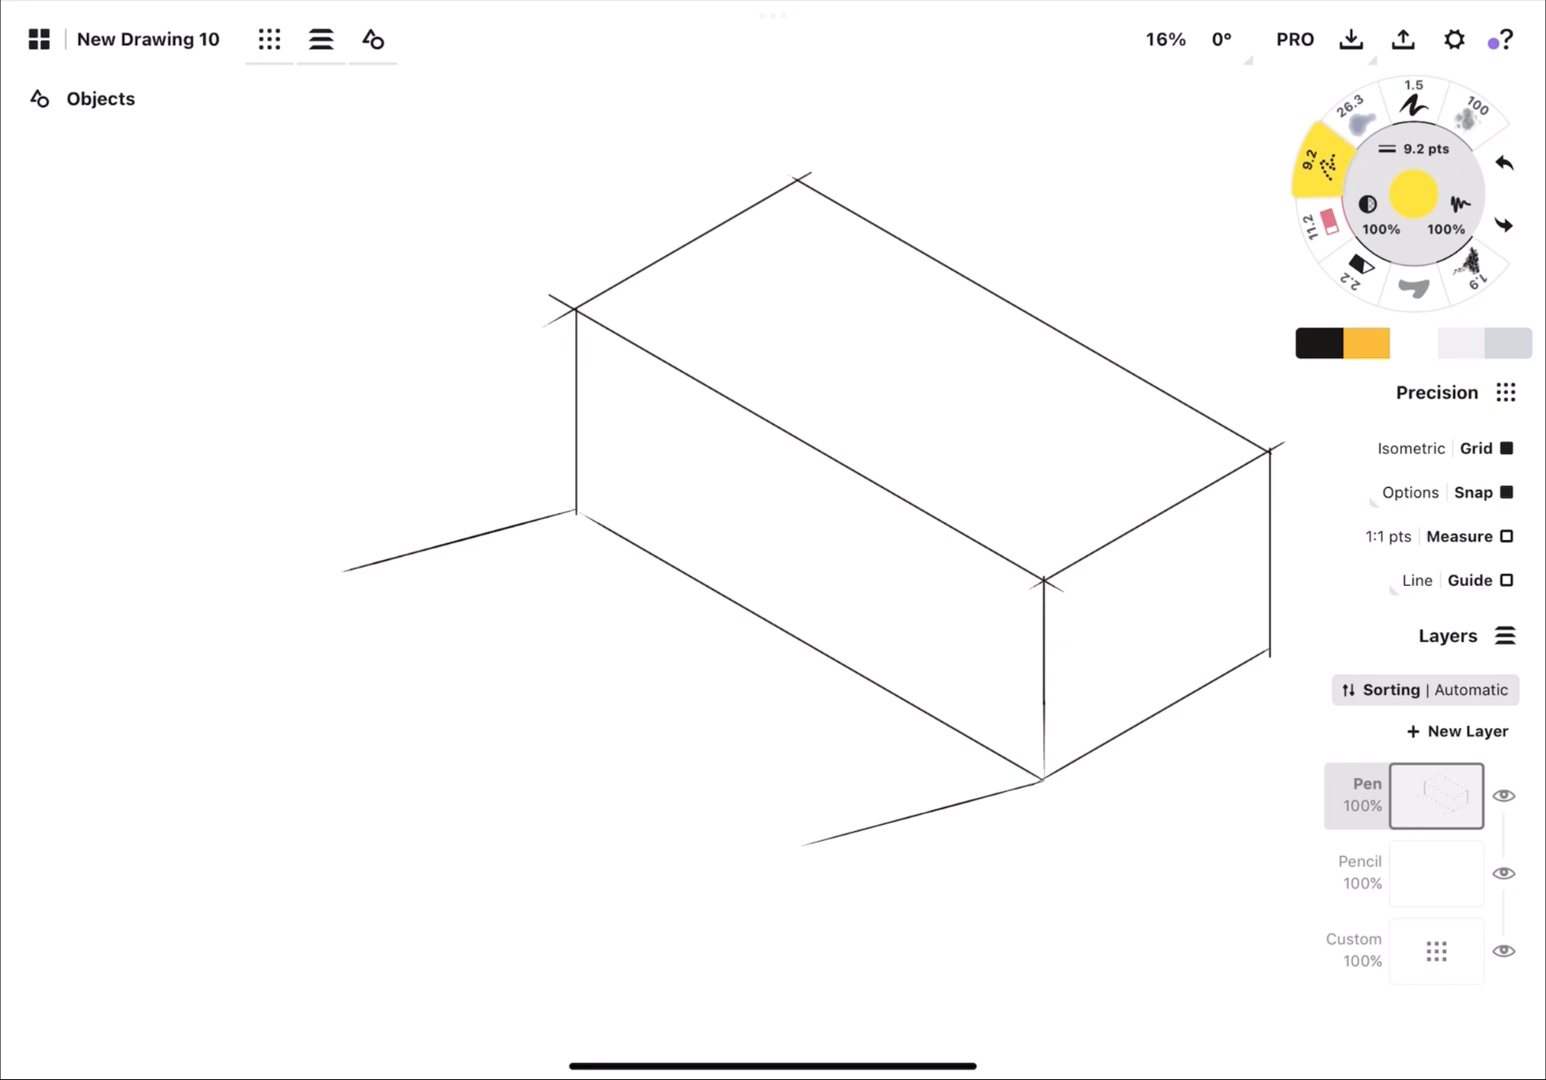 New Drawing 10
16% 0° PRO ?
Objects
26.3
1.5
100
9.2
9.2 pts
11.2
100% 100%
2.2
1.9
Precision
Isometric | Grid
Options | Snap
1:1 pts | Measure
Line | Guide
Layers
Sorting | Automatic
+ New Layer
Pen
100%
Pencil
100%
Custom
100%